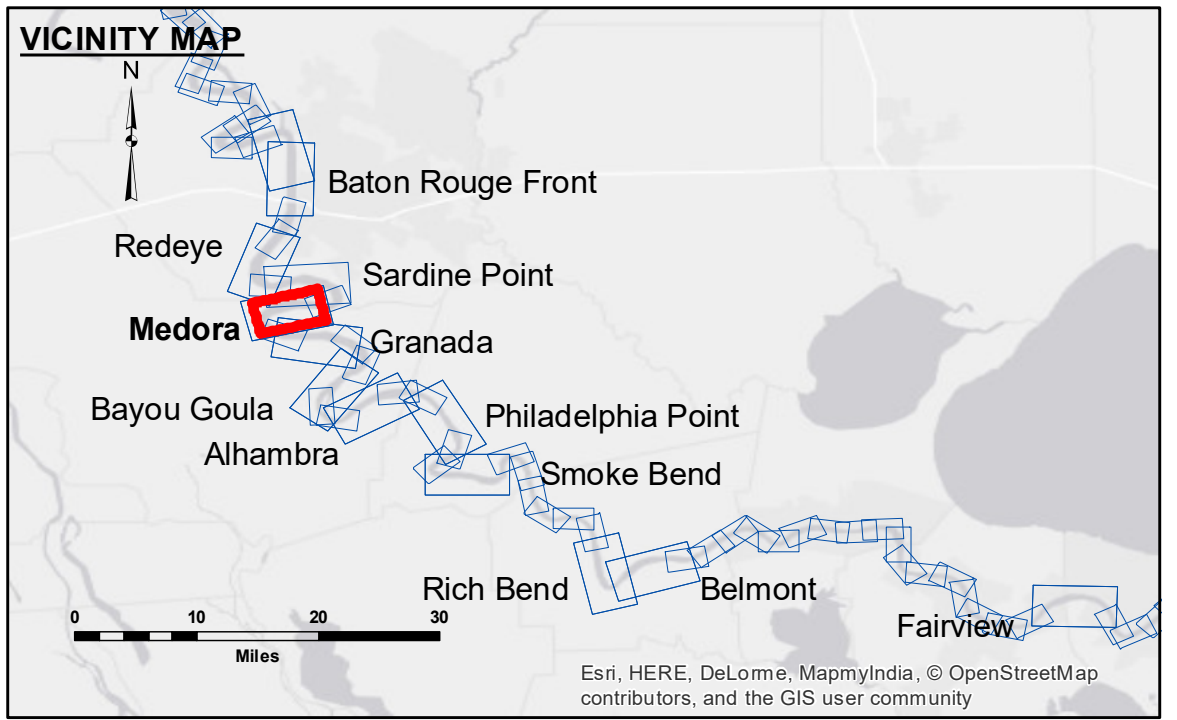 VICINITY MAP
N
Baton Rouge Front
Redeye
Sardine Point
Medora
Granada
Bayou Goula
Philadelphia Point
Alhambra
Smoke Bend
Rich Bend
Belmont
Fairview
0 10 20 30
Miles
Esri, HERE, DeLorme, MapmyIndia, © OpenStreetMap
contributors, and the GIS user community